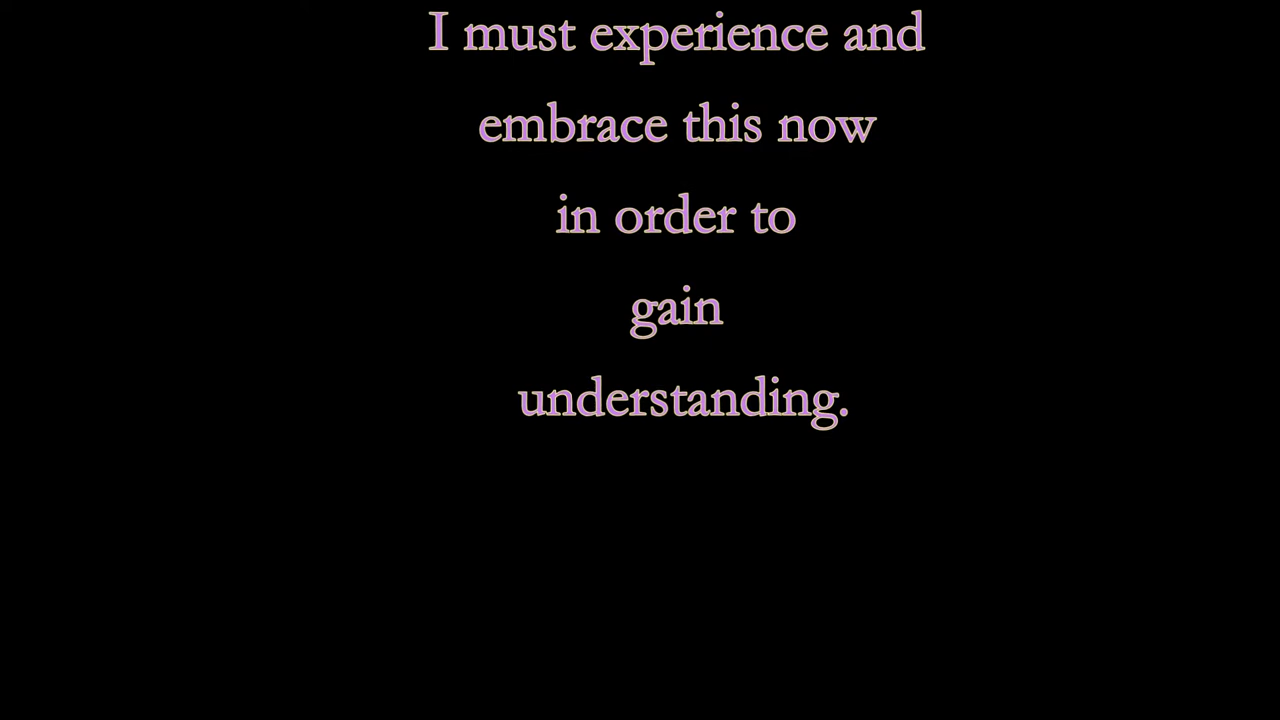 I must experience and
embrace this now
in order to
gain
understanding.